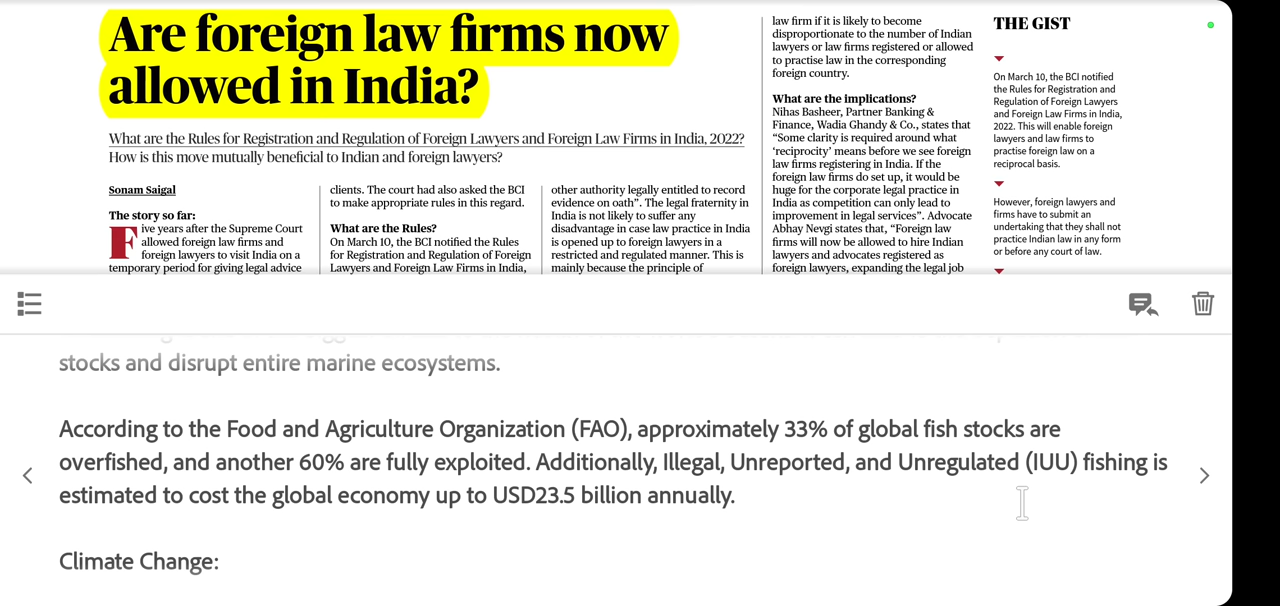 Are foreign law firms now
allowed in India?
What are the Rules for Registration and Regulation of Foreign Lawyers and Foreign Law Firms in India, 2022?
How is this move mutually beneficial to Indian and foreign lawyers?
Sonam Saigal
The story so far:
Five years after the Supreme Court
allowed foreign law firms and
foreign lawyers to visit India on a
temporary period for giving legal advice
clients. The court had also asked the BCI
to make appropriate rules in this regard.
What are the Rules?
On March 10, the BCI notified the Rules
for Registration and Regulation of Foreign
Lawyers and Foreign Law Firms in India,
other authority legally entitled to record
evidence on oath”. The legal fraternity in
India is not likely to suffer any
disadvantage in case law practice in India
is opened up to foreign lawyers in a
restricted and regulated manner. This is
mainly because the principle of
law firm if it is likely to become
disproportionate to the number of Indian
lawyers or law firms registered or allowed
to practise law in the corresponding
foreign country.
What are the implications?
Nihas Basheer, Partner Banking &
Finance, Wadia Ghandy & Co., states that
“Some clarity is required around what
‘reciprocity’ means before we see foreign
law firms registering in India. If the
foreign law firms do set up, it would be
huge for the corporate legal practice in
India as competition can only lead to
improvement in legal services”. Advocate
Abhay Nevgi states that, “Foreign law
firms will now be allowed to hire Indian
lawyers and advocates registered as
foreign lawyers, expanding the legal job
THE GIST
On March 10, the BCI notified
the Rules for Registration and
Regulation of Foreign Lawyers
and Foreign Law Firms in India,
2022. This will enable foreign
lawyers and law firms to
practise foreign law on a
reciprocal basis.
However, foreign lawyers and
firms have to submit an
undertaking that they shall not
practice Indian law in any form
or before any court of law.
stocks and disrupt entire marine ecosystems.
According to the Food and Agriculture Organization (FAO), approximately 33% of global fish stocks are
overfished, and another 60% are fully exploited. Additionally, Illegal, Unreported, and Unregulated (IUU) fishing is
estimated to cost the global economy up to USD23.5 billion annually.
Climate Change: